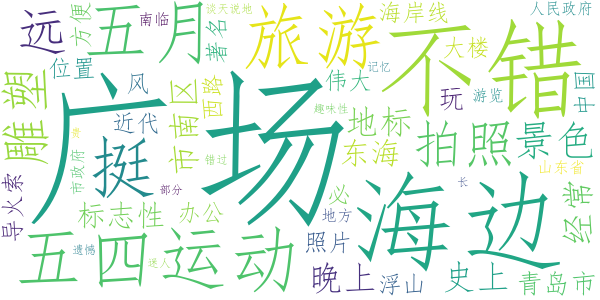 远
五月
旅游
不错
方便
南临
谈天说地
著名
海岸线
人民政府
大楼
位置
风
西路
伟大
记忆
玩
游览
中国
雕塑
广场
市南区
近代
挺
趣味性
地标
拍照
景色
东海
市政府
错过
山东省
导火索
标志性
办公
部分
必
地方
海边
长
经常
五四
运动
遗憾
迷人
照片
晚上
浮山
史上
青岛市